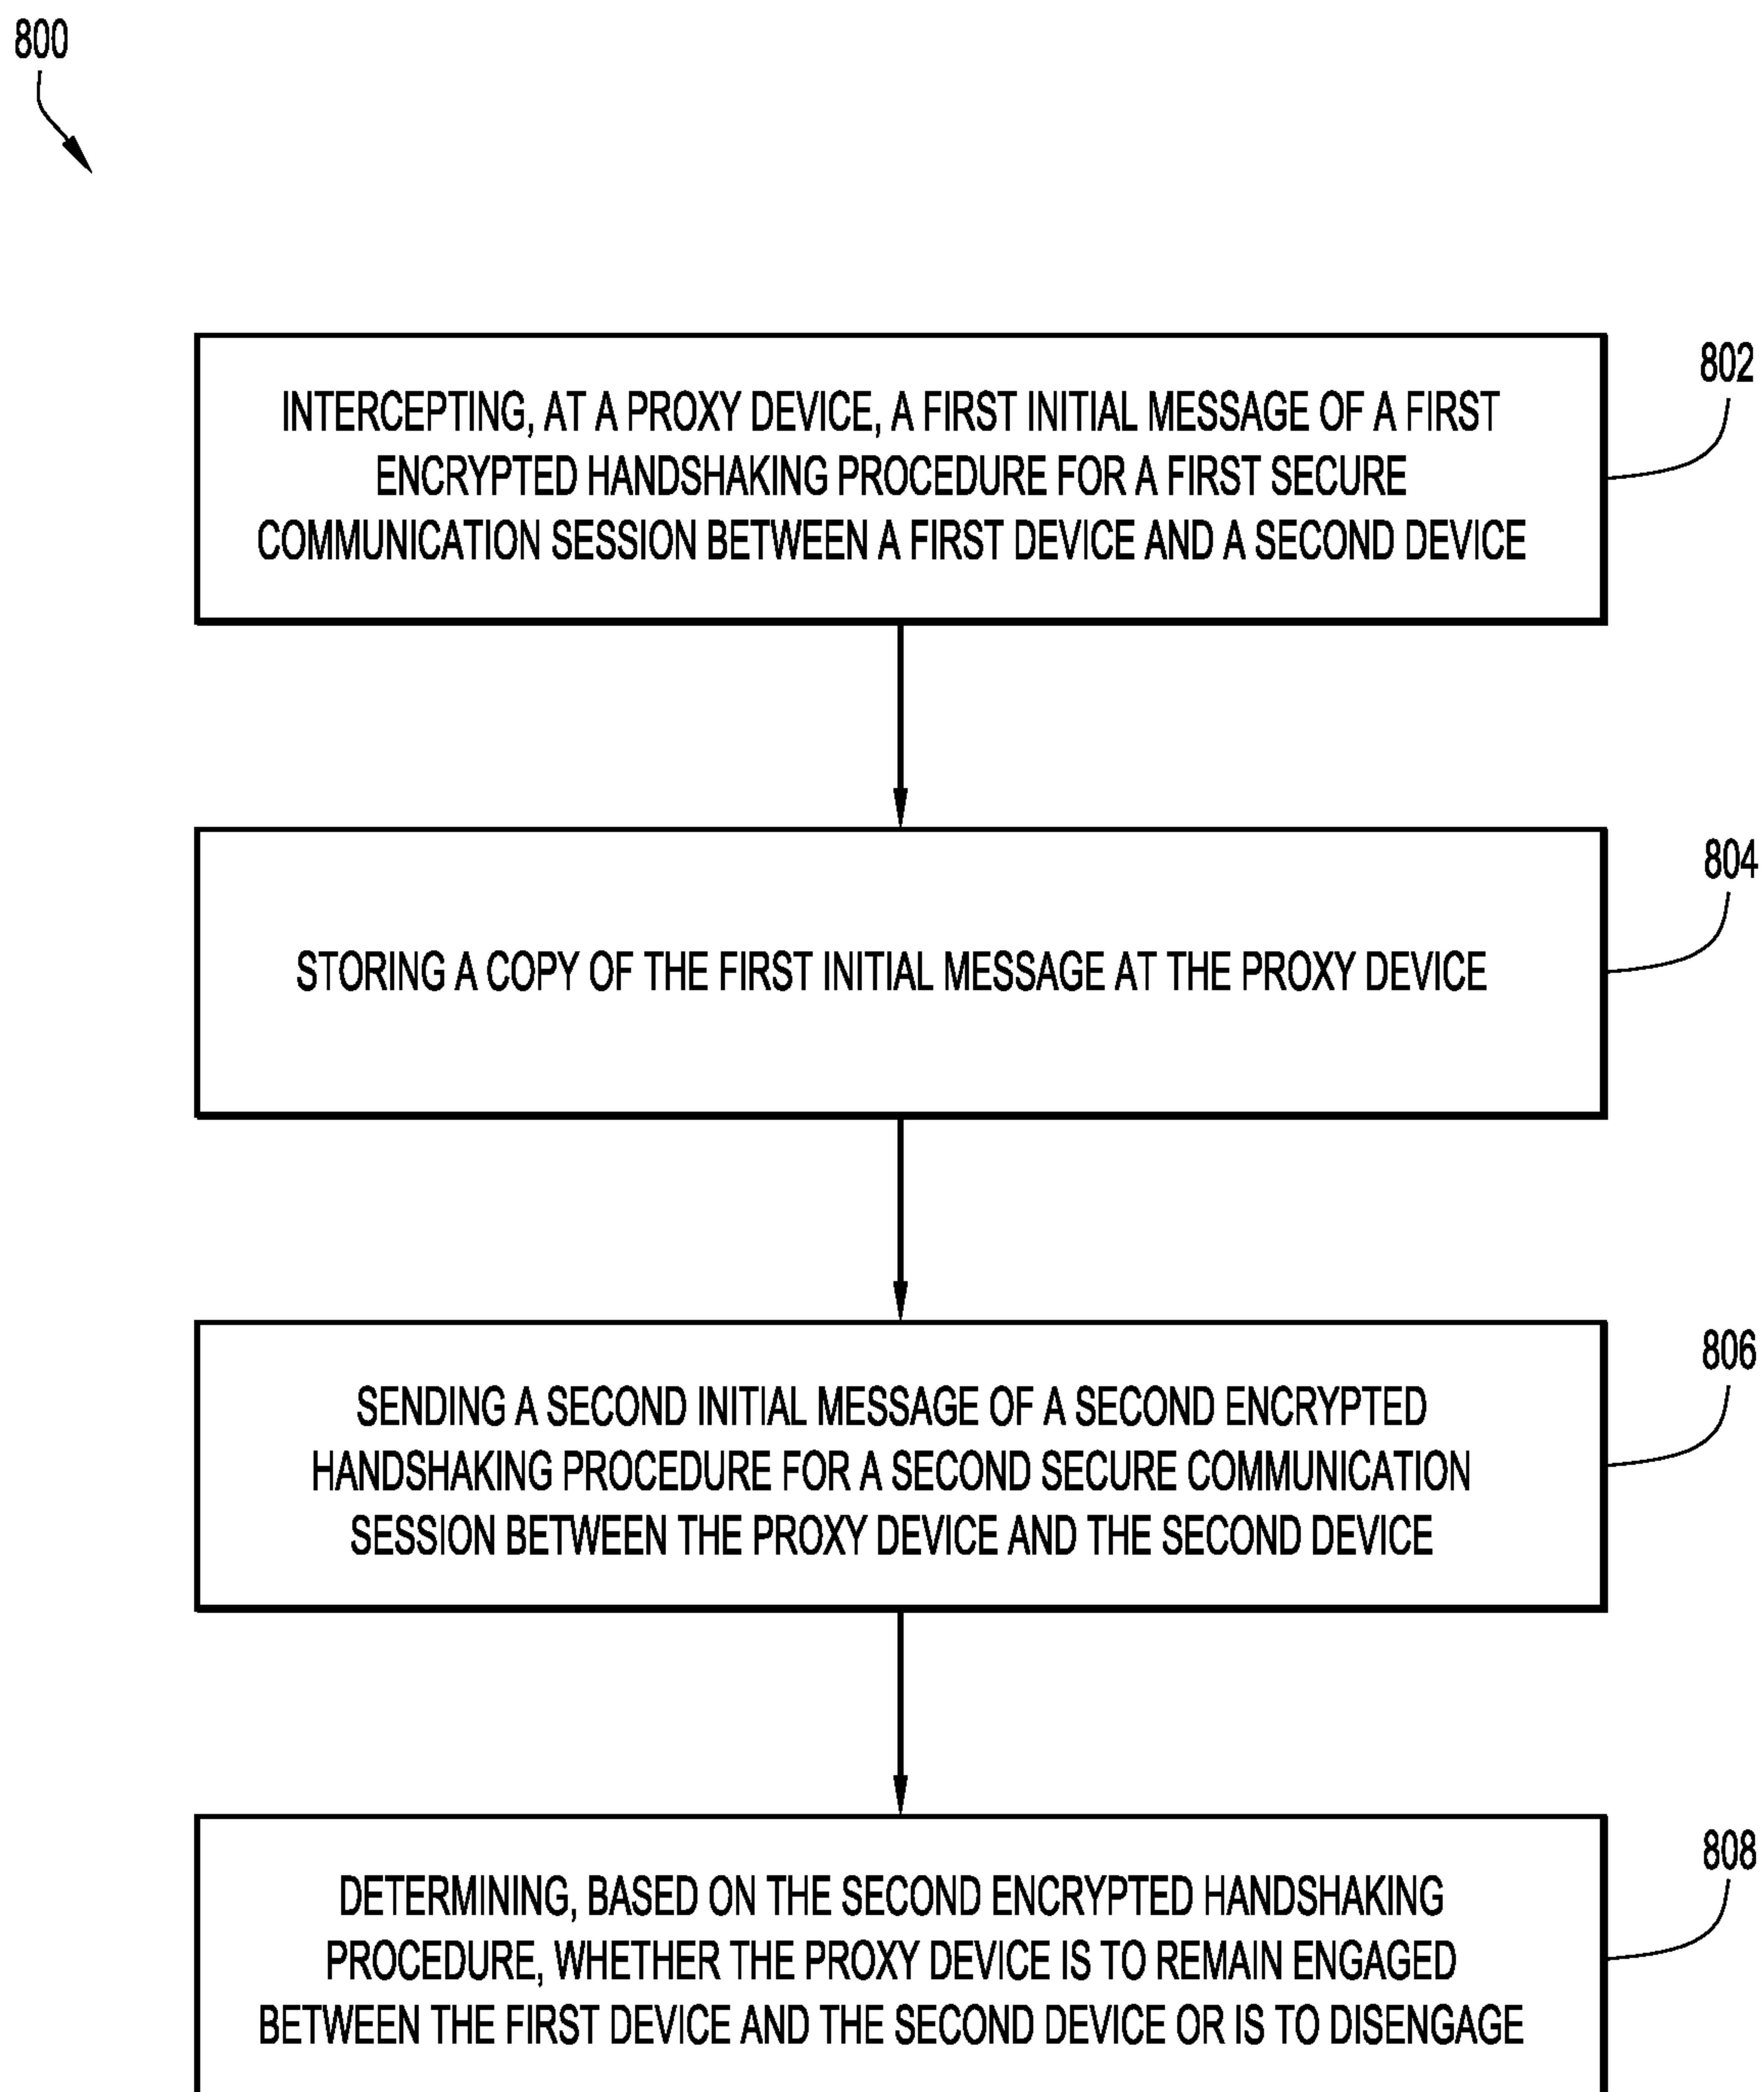 800
INTERCEPTING, AT A PROXY DEVICE, A FIRST INITIAL MESSAGE OF A FIRST
ENCRYPTED HANDSHAKING PROCEDURE FOR A FIRST SECURE
COMMUNICATION SESSION BETWEEN A FIRST DEVICE AND A SECOND DEVICE
802
STORING A COPY OF THE FIRST INITIAL MESSAGE AT THE PROXY DEVICE
804
SENDING A SECOND INITIAL MESSAGE OF A SECOND ENCRYPTED
HANDSHAKING PROCEDURE FOR A SECOND SECURE COMMUNICATION
SESSION BETWEEN THE PROXY DEVICE AND THE SECOND DEVICE
806
DETERMINING, BASED ON THE SECOND ENCRYPTED HANDSHAKING
PROCEDURE, WHETHER THE PROXY DEVICE IS TO REMAIN ENGAGED
BETWEEN THE FIRST DEVICE AND THE SECOND DEVICE OR IS TO DISENGAGE
808